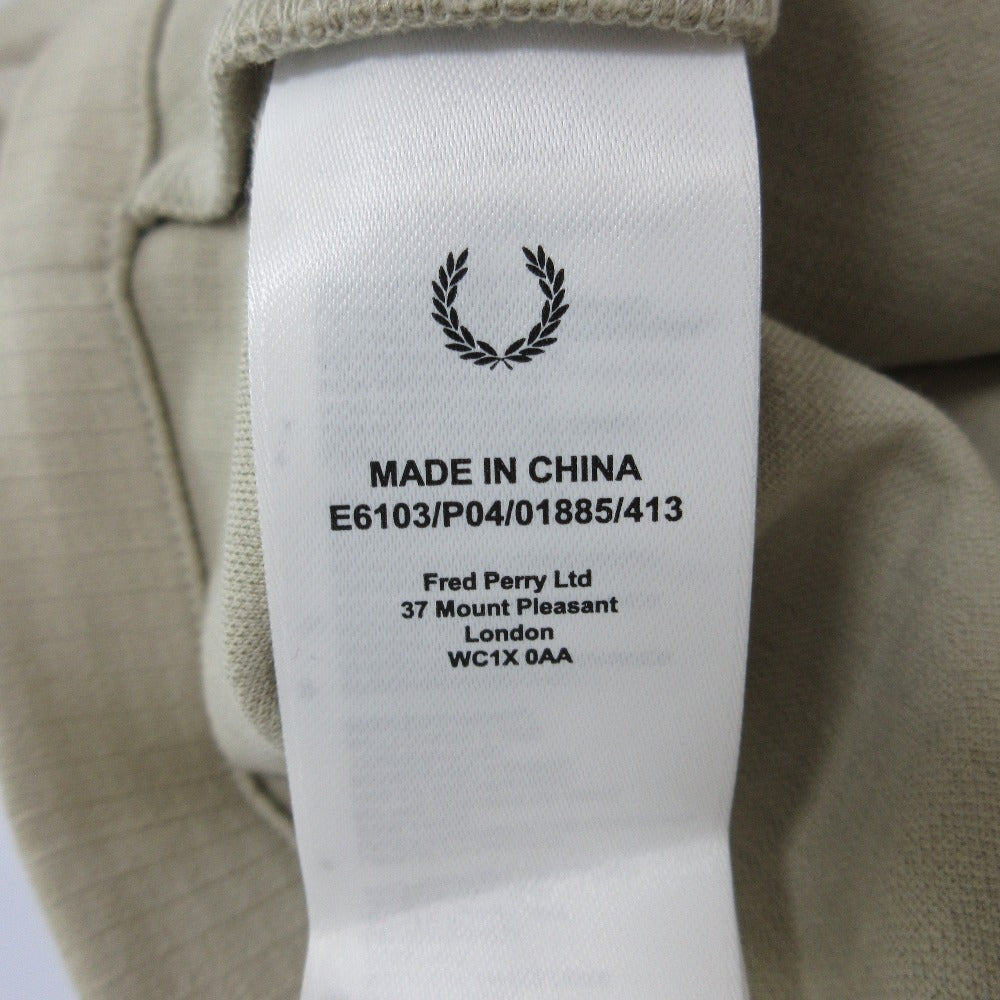 MADE IN CHINA
E6103/P04/01885/413
Fred Perry Ltd
37 Mount Pleasant
London
WC1X 0AA